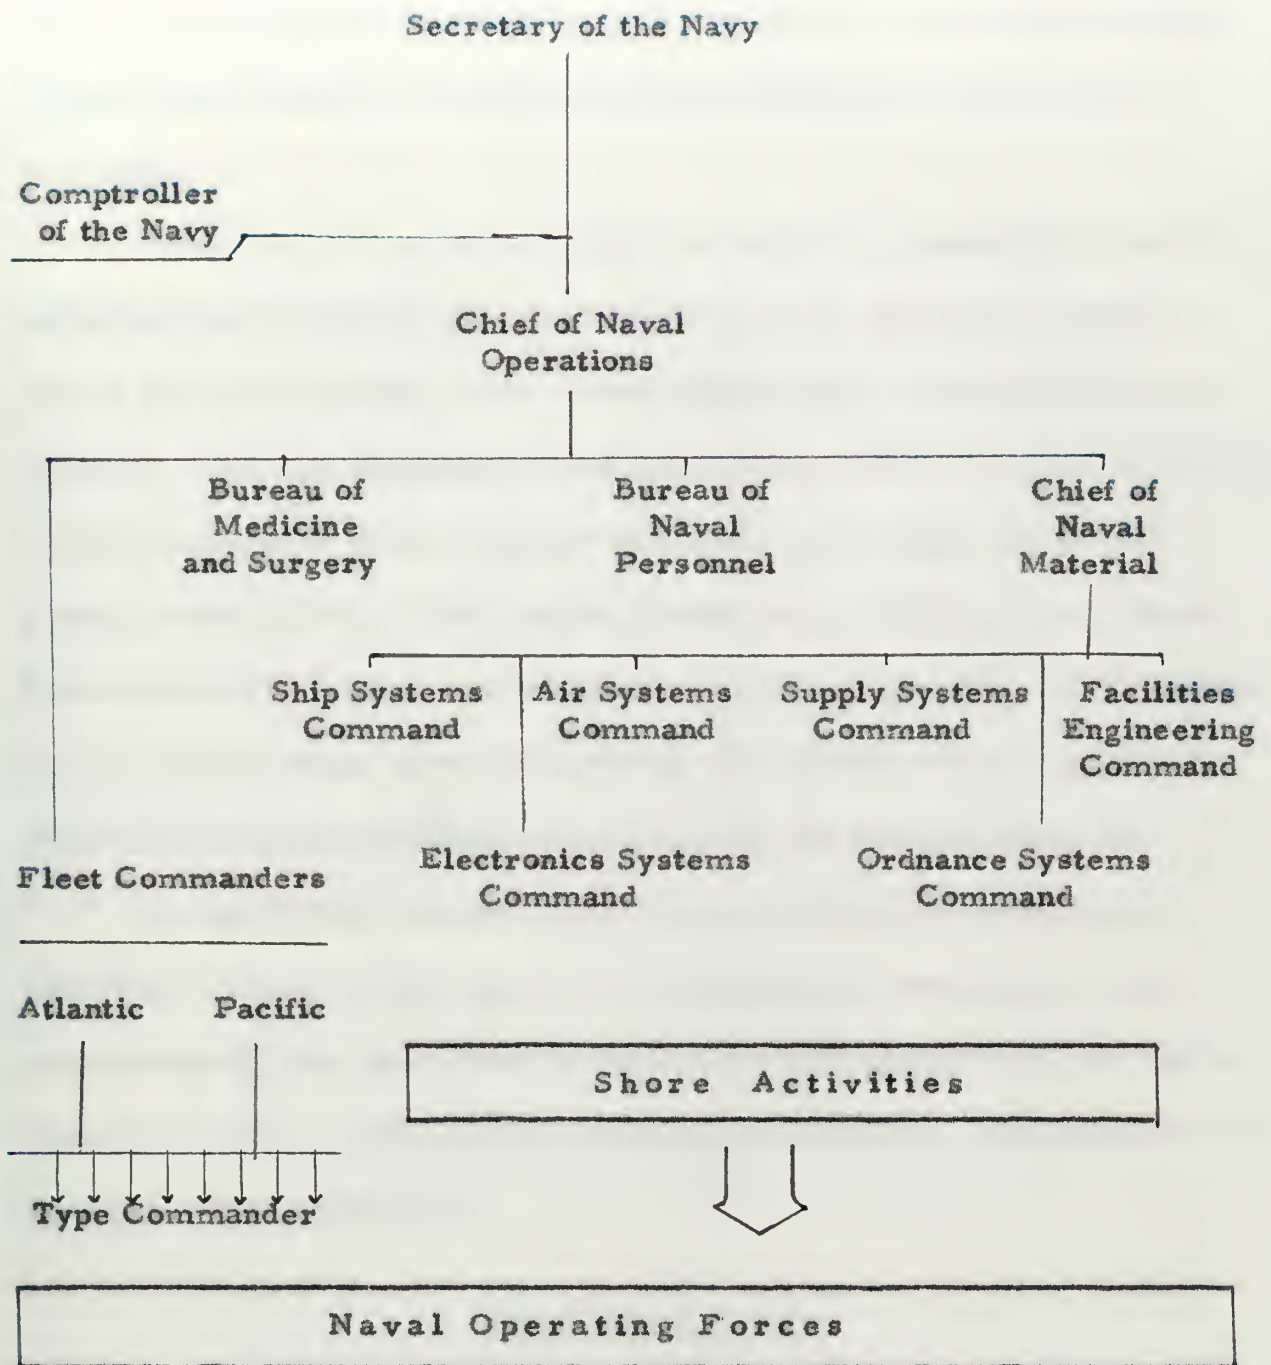 Secretary of the Navy
Comptroller
of the Navy
Chief of Naval
Operations
Bureau of
Medicine
and Surgery
Bureau of
Naval
Personnel
Chief of
Naval
Material
Ship Systems
Command
Air Systems
Command
Supply Systems
Command
Facilities
Engineering
Command
Fleet Commanders
Electronics Systems
Command
Ordnance Systems
Command
Atlantic
Pacific
Shore Activities
Type Commander
Naval Operating Forces